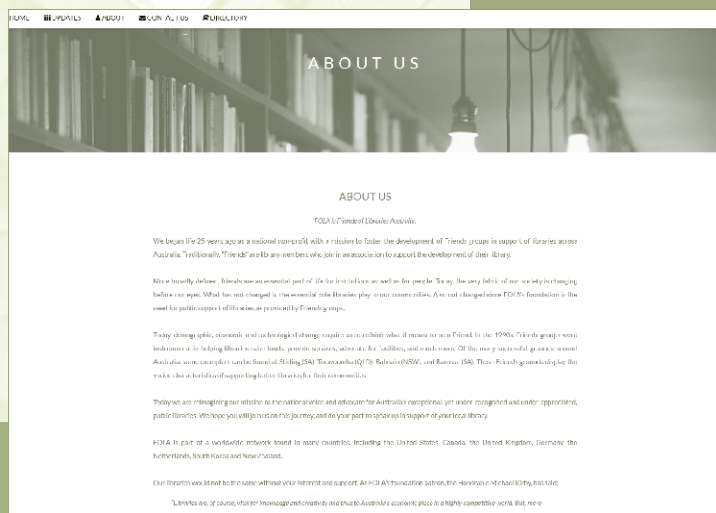 HOME UPDATES ABOUT CONTACT US DIRECTORY
ABOUT US
ABOUT US
FOLA is Friends of Libraries Australia.
We began life 25 years ago as a national non-profit with a mission to foster the development of Friends groups in support of libraries across
Australia. Traditionally, "Friends" are library members who join in an association to support the development of their library.
More broadly defined, friends are an essential part of life for institutions as well as for people. Today, the very fabric of our society is changing
before our eyes. What has not changed is the essential role libraries play in our communities. Also not changed since FOLA's foundation is the
need for public support of libraries, as provided by Friends groups.
Today demographic, economic and technological change require us to rethink what it means to be a Friend. In the 1990s Friends groups were
instrumental in helping libraries raise funds, provide services, advocate for facilities, and much more. Of the many successful groups around
Australia, some exemplars can be found at Stirling (SA), Toowoomba (QLD), Balmain (NSW), and Barossa (SA). These Friends groups display the
various characteristics of supporting better libraries for their communities.
Today we are reimagining our mission as the national voice and advocate for Australia's exceptional, yet under recognised and under appreciated,
public libraries. We hope you will join us on this journey, and do your part to speak up in support of your local library.
FOLA is part of a worldwide network found in many countries, including the United States, Canada, the United Kingdom, Germany, the
Netherlands, South Korea and New Zealand.
Our libraries would not be the same without your interest and support. As FOLA's foundation patron, the Honorable Michael Kirby, has said:
"Libraries are, of course, vital for knowledge and creativity and thus to Australia's economic place in a highly competitive world. But, more